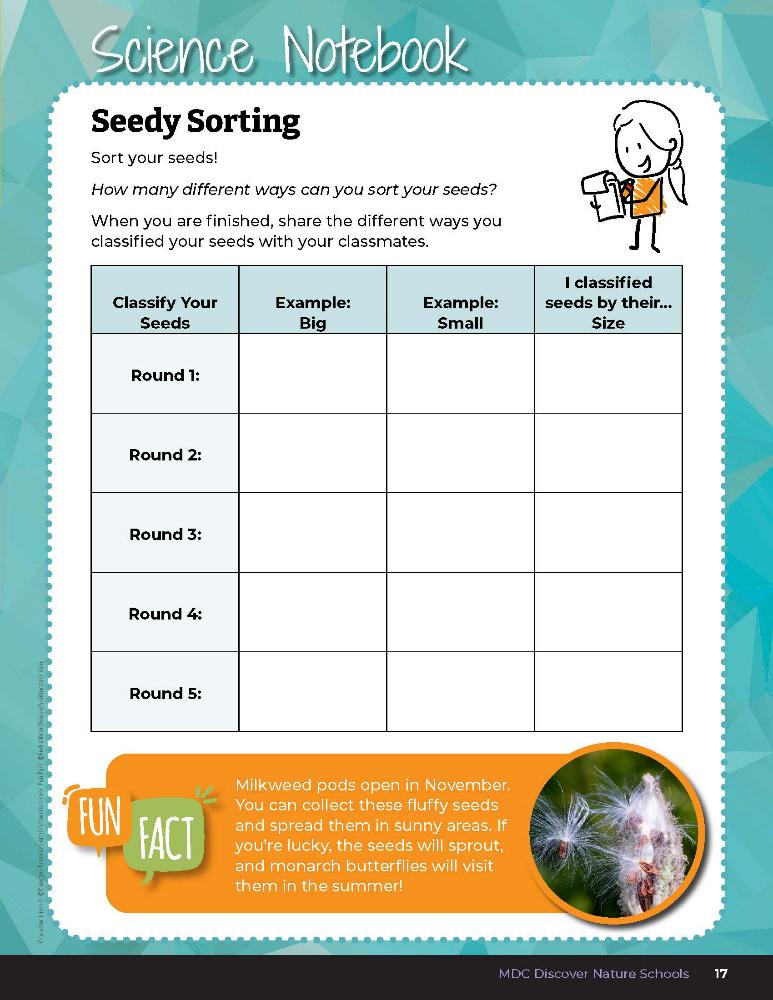 Science Notebook
Seedy Sorting
Sort your seeds!
How many different ways can you sort your seeds?
When you are finished, share the different ways you
classified your seeds with your classmates.
Classify Your
Seeds
Example:
Big
Example:
Small
I classified
seeds by their...
Size
Round 1:
Round 2:
Round 3:
Round 4:
Round 5:
FUN
FACT
Milkweed pods open in November.
You can collect these fluffy seeds
and spread them in sunny areas. If
you're lucky, the seeds will sprout,
and monarch butterflies will visit
them in the summer!
MDC Discover Nature Schools 17